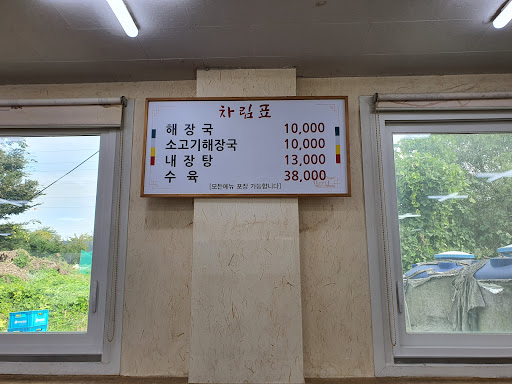 차림표
해장국 10,000
소고기해장국 10,000
내장탕 13,000
수육 38,000
[모든메뉴 포장 가능합니다]